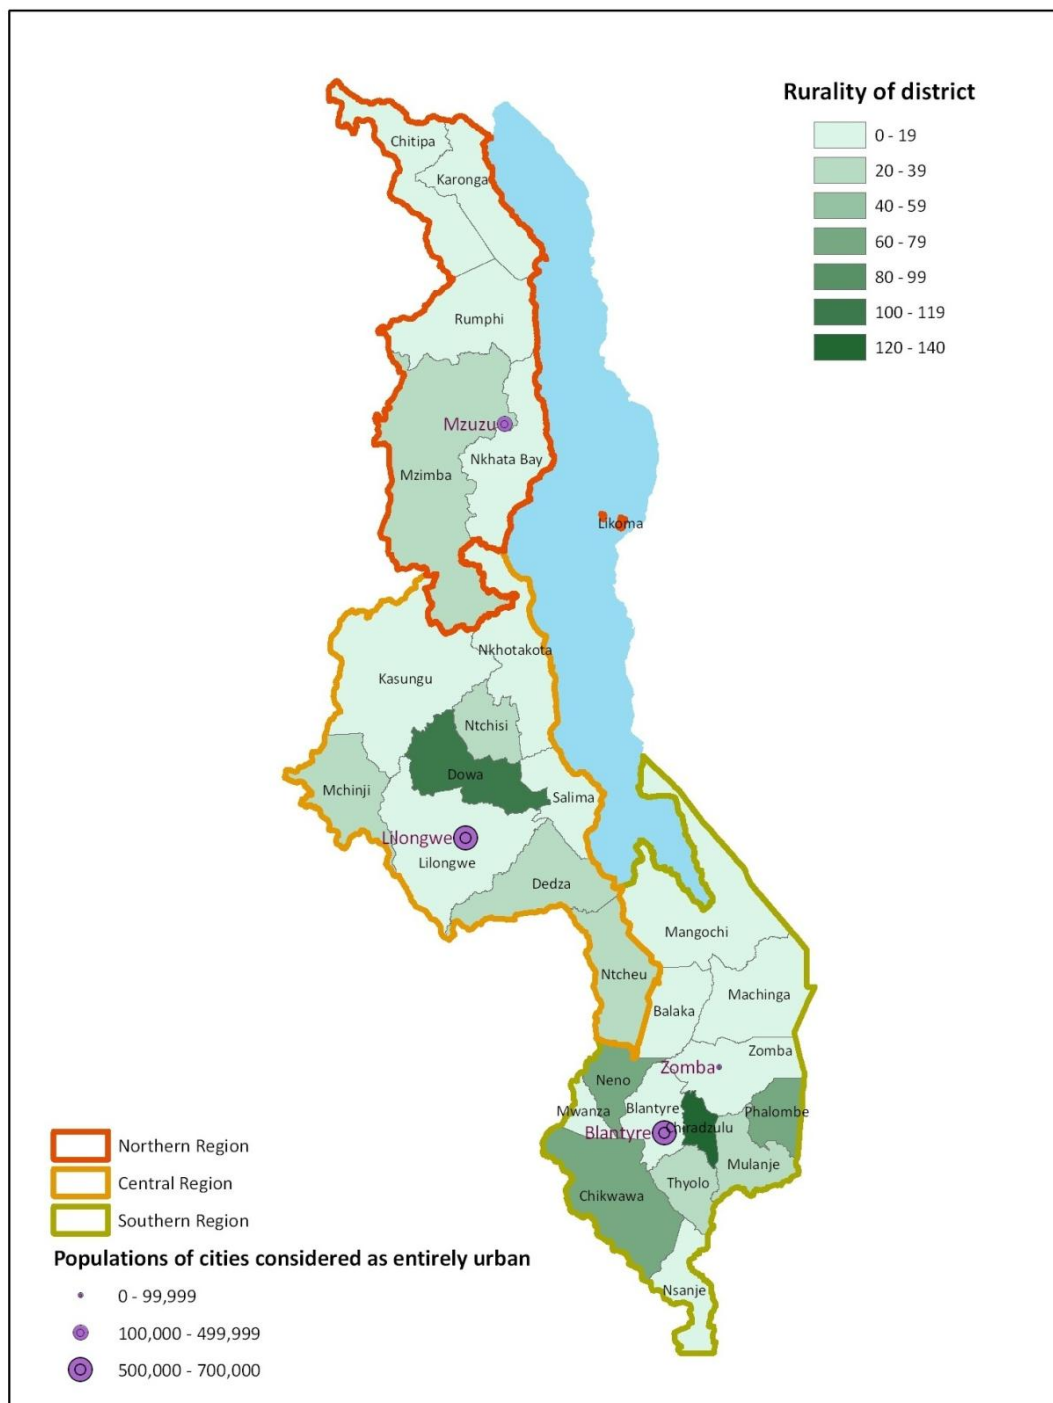 Rurality of district
0 - 19
20 - 39
40 - 59
60 - 79
80 - 99
100 - 119
120 - 140
Chitipa
Karonga
Rumphi
Mzuzu
Nkhata Bay
Mzimba
Likoma
Nkhotakota
Kasungu
Ntchisi
Dowa
Mchinji
Salima
Lilongwe
Lilongwe
Dedza
Mangochi
Ntcheu
Machinga
Balaka
Zomba
Zomba
Neno
Mwanza
Blantyre
Phalombe
Chiradzulu
Blantyre
Mulanje
Thyolo
Chikwawa
Nsanje
Northern Region
Central Region
Southern Region
Populations of cities considered as entirely urban
0 - 99,999
100,000 - 499,999
500,000 - 700,000